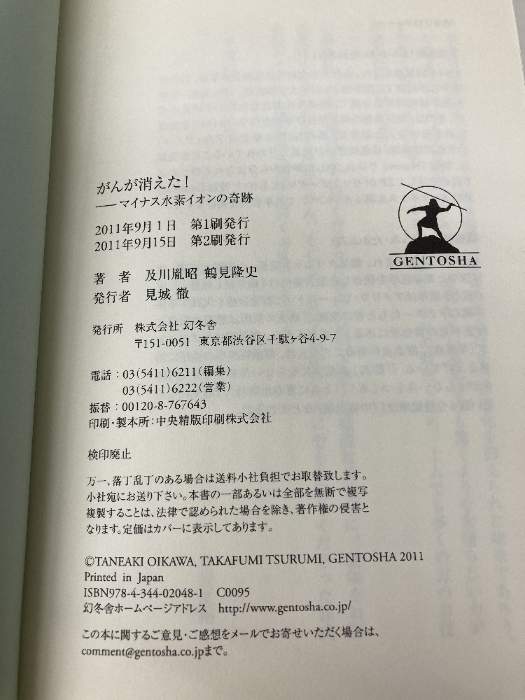 がんが消えた!
――マイナス水素イオンの奇跡
2011年9月1日 第1刷発行
2011年9月15日 第2刷発行
著 者 及川胤昭 鶴見隆史
発行者 見城 徹
GENTOSHA
発行所 株式会社 幻冬舎
〒151-0051 東京都渋谷区千駄ヶ谷4-9-7
電話:03(5411)6211(編集)
03(5411)6222(営業)
振替:00120-8-767643
印刷・製本所:中央精版印刷株式会社
検印廃止
万一、落丁乱丁のある場合は送料小社負担でお取替致します。
小社宛にお送り下さい。本書の一部あるいは全部を無断で複写
複製することは、法律で認められた場合を除き、著作権の侵害と
なります。定価はカバーに表示してあります。
©TANEAKI OIKAWA, TAKAFUMI TSURUMI, GENTOSHA 2011
Printed in Japan
ISBN978-4-344-02048-1 C0095
幻冬舎ホームページアドレス http://www.gentosha.co.jp/
この本に関するご意見・ご感想をメールでお寄せいただく場合は、
comment@gentosha.co.jpまで。